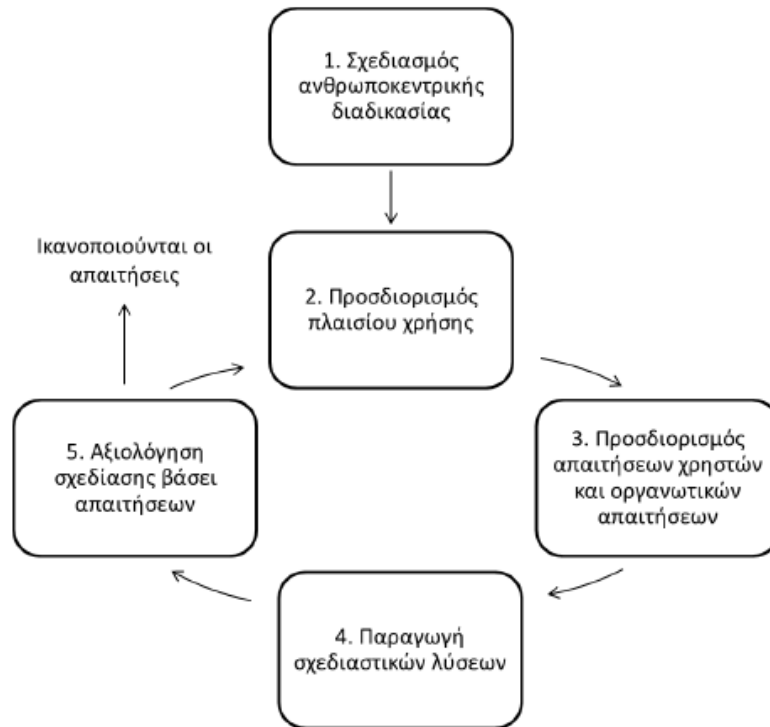 1. Σχεδιασμός
ανθρωποκεντρικής
διαδικασίας
Ικανοποιούνται οι
απαιτήσεις
2. Προσδιορισμός
πλαισίου χρήσης
5. Αξιολόγηση
σχεδίασης βάσει
απαιτήσεων
3. Προσδιορισμός
απαιτήσεων χρηστών
και οργανωτικών
απαιτήσεων
4. Παραγωγή
σχεδιαστικών λύσεων